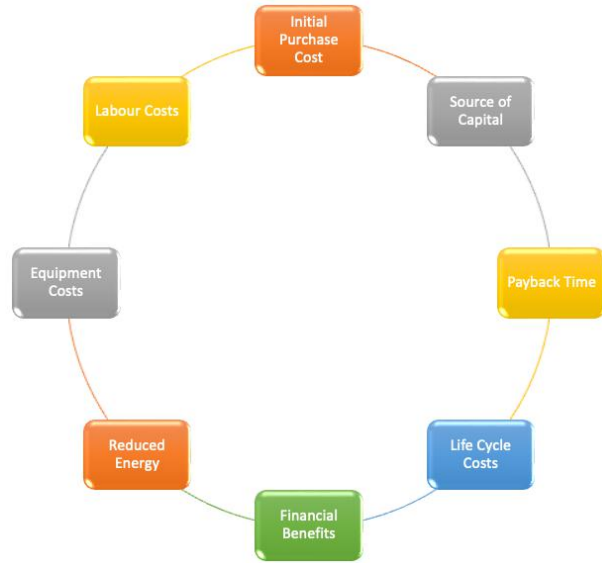 Initial
Purchase
Cost
Source of
Capital
Payback Time
Life Cycle
Costs
Financial
Benefits
Reduced
Energy
Equipment
Costs
Labour Costs